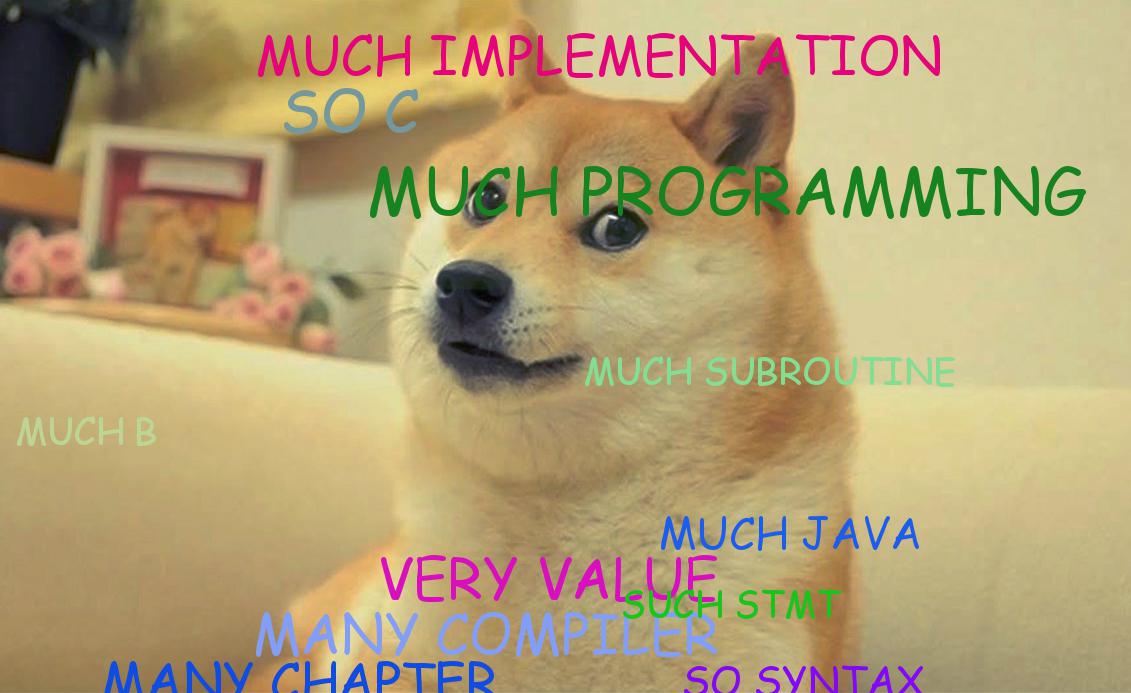 MUCH IMPLEMENTATION
SO C
MUCH PROGRAMMING
MUCH SUBROUTINE
MUCH B
MUCH JAVA
VERY VALUE
SUCH STMT
MANY COMPILER
MANY CHAPTER
SO SYNTAX